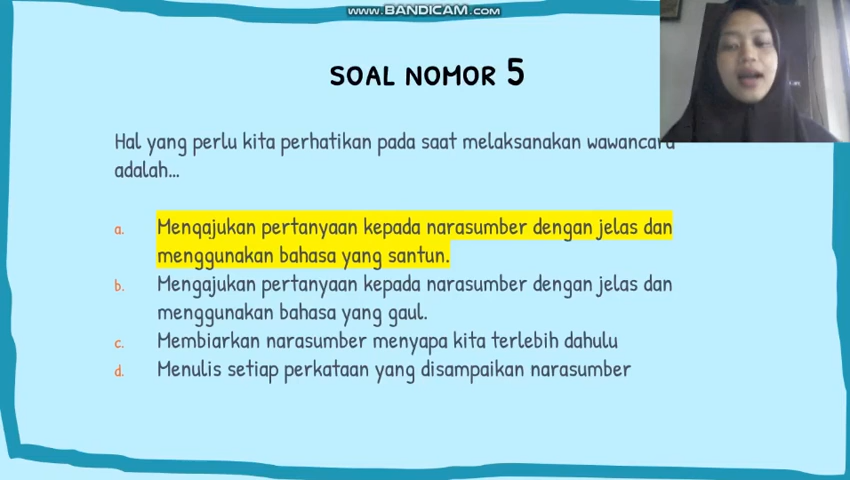 www.BANDICAM.com
SOAL NOMOR 5
Hal yang perlu kita perhatikan pada saat melaksanakan wawancara
adalah...
a. Mengajukan pertanyaan kepada narasumber dengan jelas dan
menggunakan bahasa yang santun.
b. Mengajukan pertanyaan kepada narasumber dengan jelas dan
menggunakan bahasa yang gaul.
c. Membiarkan narasumber menyapa kita terlebih dahulu
d. Menulis setiap perkataan yang disampaikan narasumber